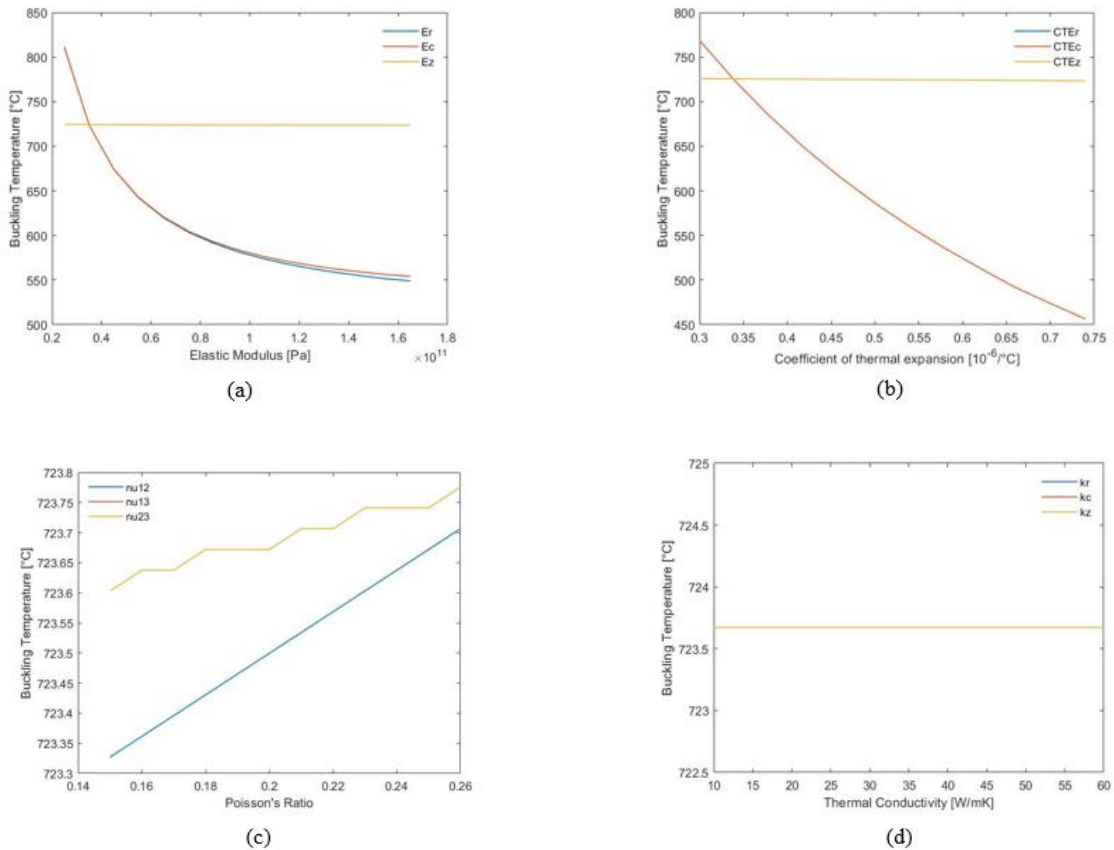 850
800
750
700
650
600
550
500
Buckling Temperature [°C]
Er
Ec
Ez
0.2 0.4 0.6 0.8 1 1.2 1.4 1.6 1.8
Elastic Modulus [Pa]
×10^11
(a)
800
750
700
650
600
550
500
450
Buckling Temperature [°C]
CTEr
CTEc
CTEz
0.3 0.35 0.4 0.45 0.5 0.55 0.6 0.65 0.7 0.75
Coefficient of thermal expansion [10^-6/°C]
(b)
723.8
723.75
723.7
723.65
723.6
723.55
723.5
723.45
723.4
723.35
723.3
Buckling Temperature [°C]
nu12
nu13
nu23
0.14 0.16 0.18 0.2 0.22 0.24 0.26
Poisson's Ratio
(c)
725
724.5
724
723.5
723
722.5
Buckling Temperature [°C]
kr
kc
kz
10 15 20 25 30 35 40 45 50 55 60
Thermal Conductivity [W/mK]
(d)